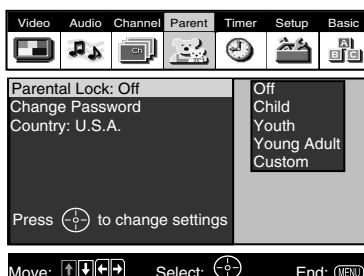 Video Audio Channel Parent Timer Setup Basic
Ch
A
B C
Parental Lock: Off
Change Password
Country: U.S.A.
Off
Child
Youth
Young Adult
Custom
Press to change settings
Move: Select: End: MENU